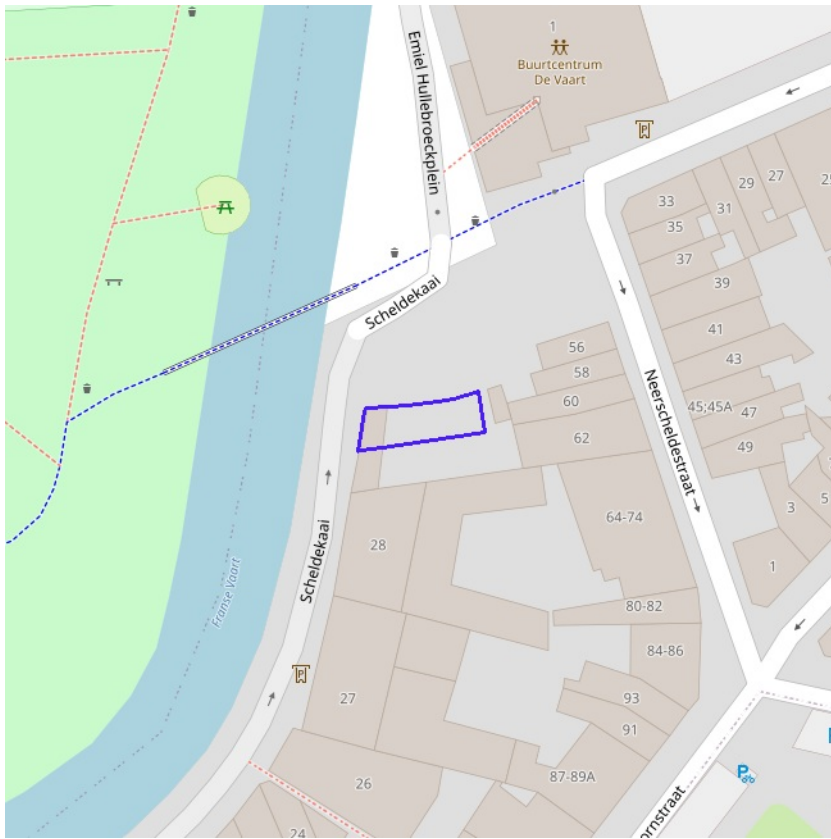 1
Buurtcentrum
De Vaart
Emiel Hullebroeckplein
P
29
27
33
31
35
37
39
Scheldekaai
41
56
43
58
Neerscheldestraat
60
45;45A
47
62
49
3
5
64-74
28
1
Scheldekaai
Franse Vaart
80-82
84-86
P
93
27
91
87-89A
P
26
24